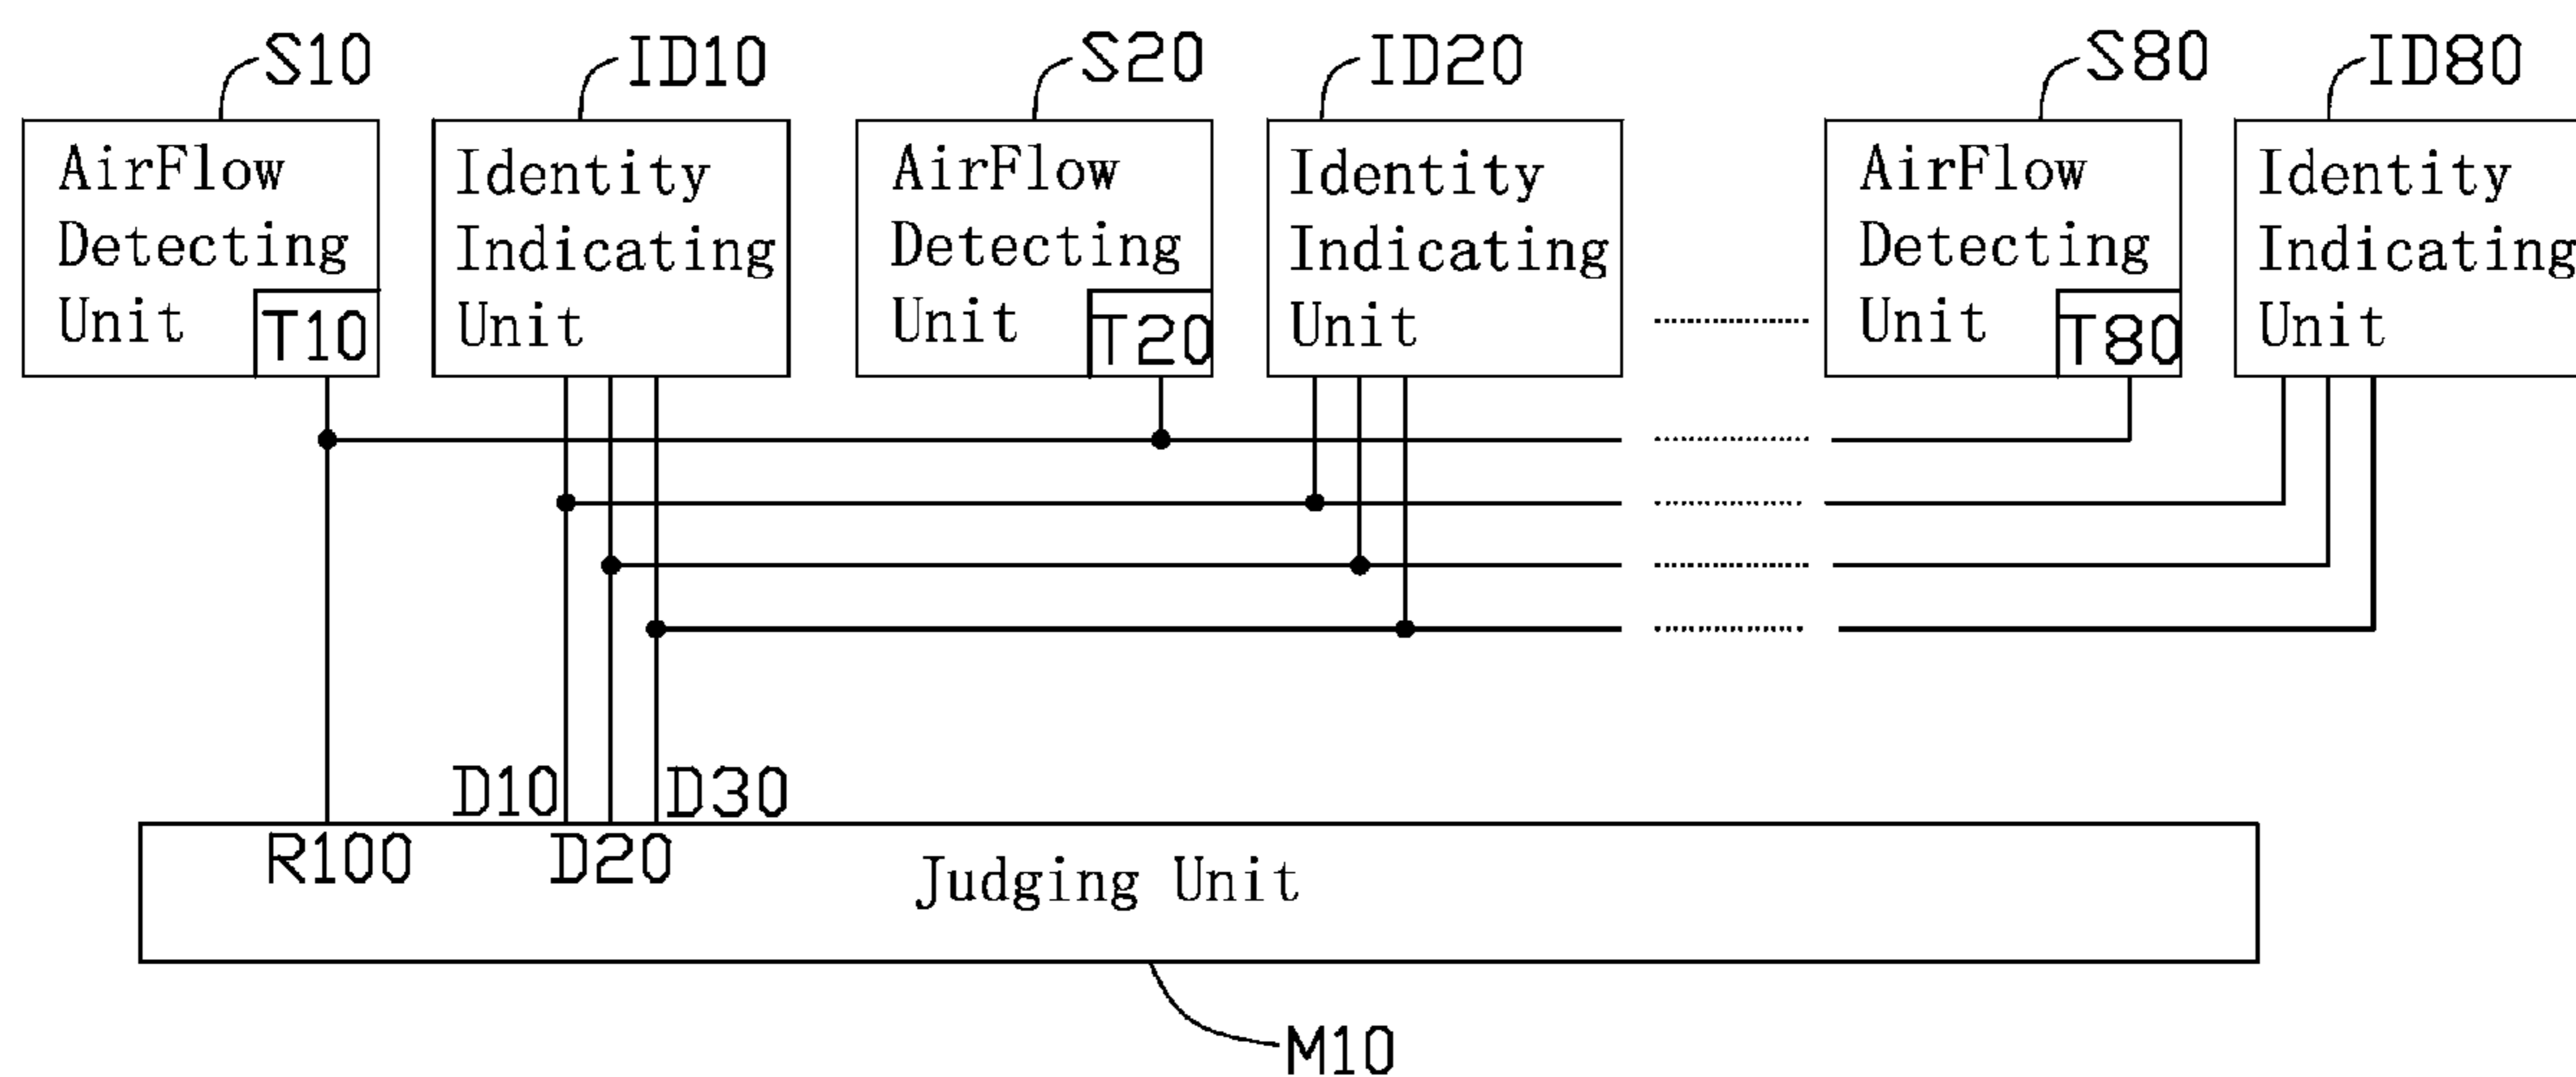 S10
ID10
S20
ID20
S80
ID80
AirFlow
Detecting
Unit
T10
Identity
Indicating
Unit
AirFlow
Detecting
Unit
T20
Identity
Indicating
Unit
AirFlow
Detecting
Unit
T80
Identity
Indicating
Unit
D10
D30
R100
D20
Judging Unit
M10